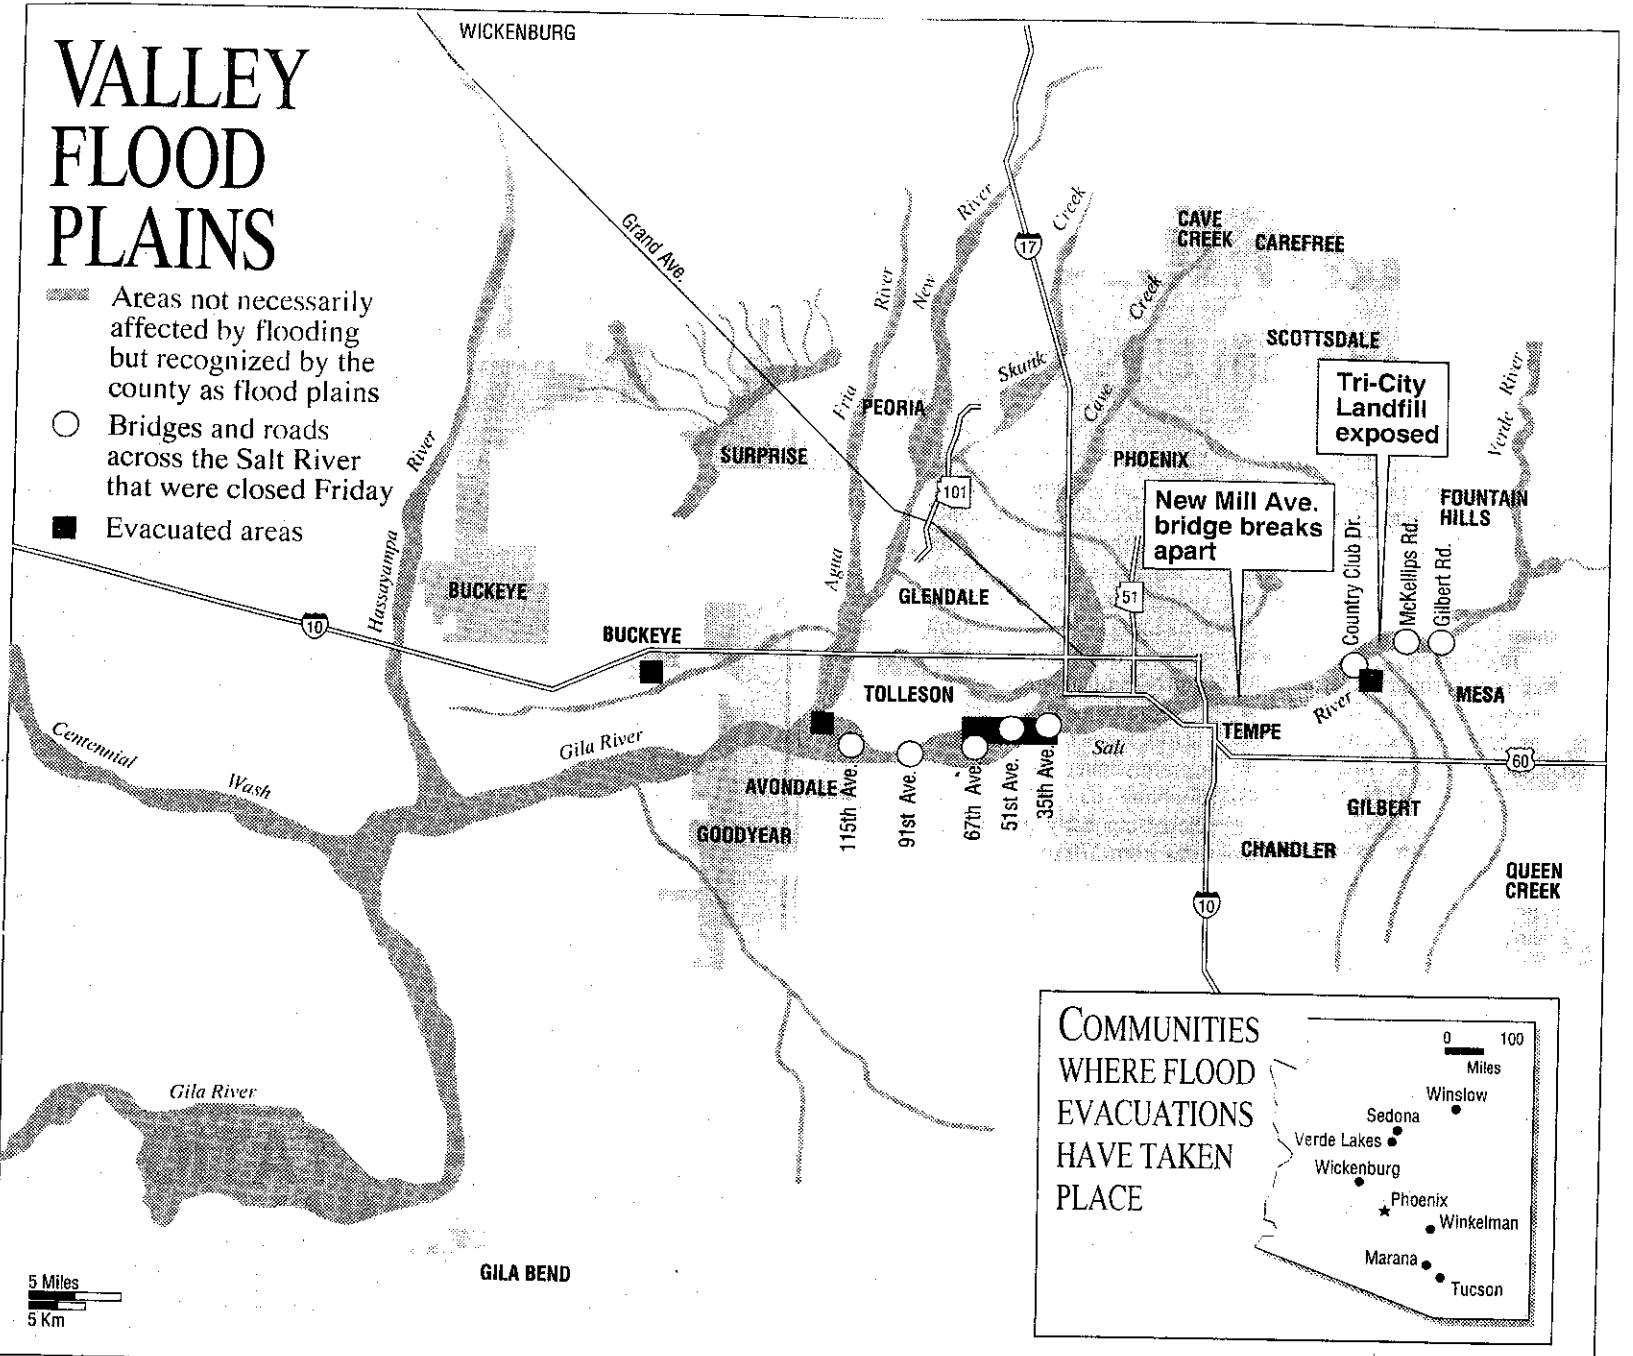 VALLEY
FLOOD
PLAINS
Areas not necessarily
affected by flooding
but recognized by the
county as flood plains
Bridges and roads
across the Salt River
that were closed Friday
Evacuated areas
WICKENBURG
Grand Ave.
River
New
River
Agua
Fria
17
Skunk
Creek
Cave
Creek
CAVE
CREEK
CAREFREE
SCOTTSDALE
Tri-City
Landfill
exposed
Verde River
PEORIA
SURPRISE
101
PHOENIX
New Mill Ave.
bridge breaks
apart
FOUNTAIN
HILLS
Country Club Dr.
McKellips Rd.
Gilbert Rd.
Hassayampa
River
BUCKEYE
10
BUCKEYE
GLENDALE
51
TOLLESON
MESA
River
Salt
TEMPE
60
Centennial
Wash
Gila River
AVONDALE
GOODYEAR
115th Ave.
91st Ave.
67th Ave.
51st Ave.
35th Ave.
GILBERT
CHANDLER
QUEEN
CREEK
10
Gila River
GILA BEND
5 Miles
5 Km
COMMUNITIES
WHERE FLOOD
EVACUATIONS
HAVE TAKEN
PLACE
0 100
Miles
Winslow
Sedona
Verde Lakes
Wickenburg
Phoenix
Winkelman
Marana
Tucson